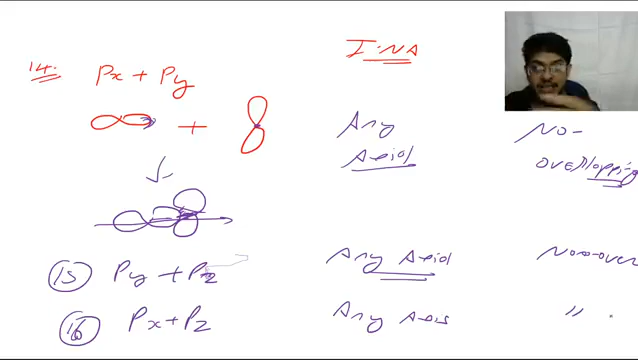 14. Px + Py I.NA
+ Any Axial No-overlapping
15 Py + Pz Any Axial Non-over
16 Px + Pz Any Axis "